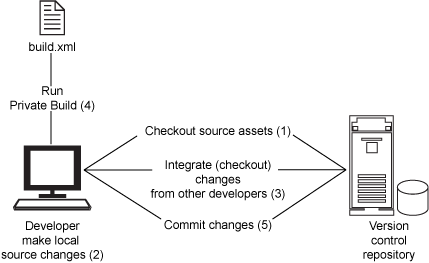 build.xml
Run
Private Build (4)
Checkout source assets (1)
Integrate (checkout)
changes
from other developers (3)
Commit changes (5)
Developer
make local
source changes (2)
Version
control
repository